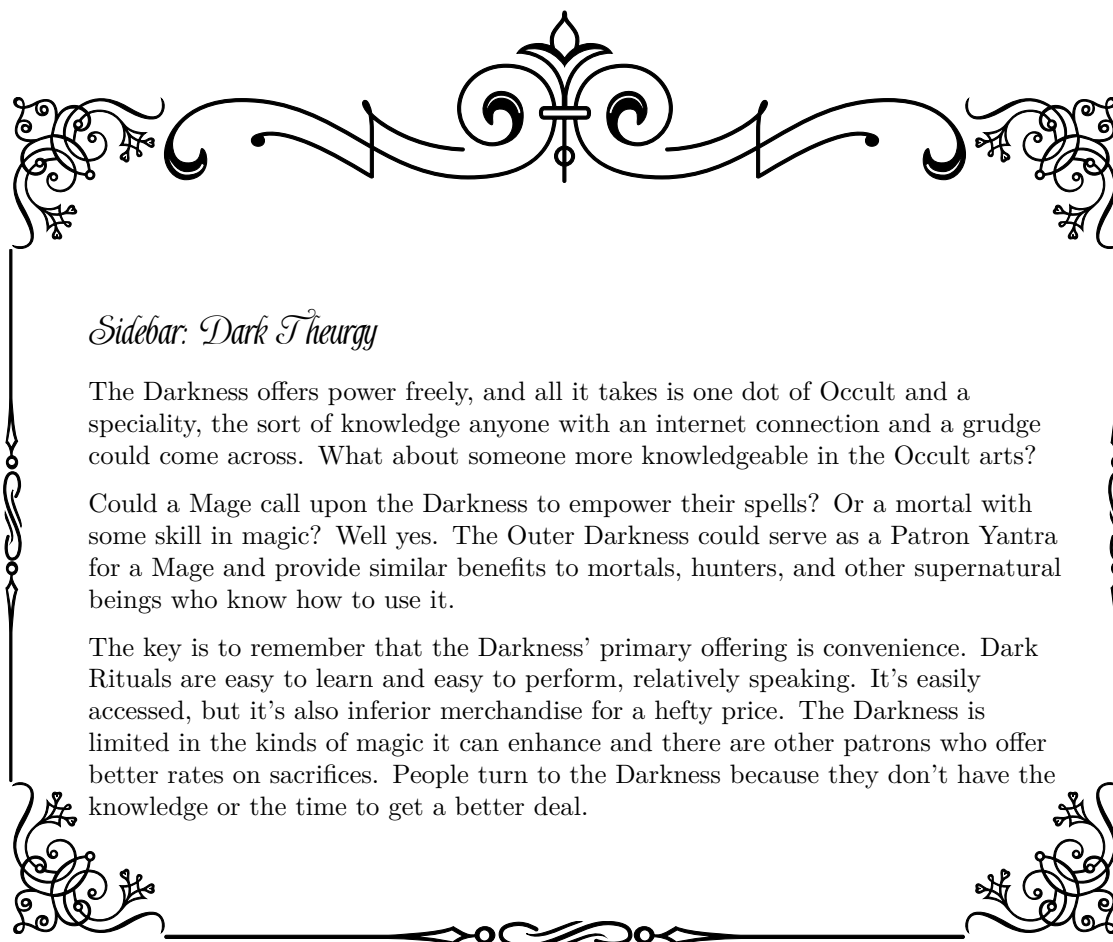 Sidebar: Dark Theurgy
The Darkness offers power freely, and all it takes is one dot of Occult and a
speciality, the sort of knowledge anyone with an internet connection and a grudge
could come across. What about someone more knowledgeable in the Occult arts?
Could a Mage call upon the Darkness to empower their spells? Or a mortal with
some skill in magic? Well yes. The Outer Darkness could serve as a Patron Yantra
for a Mage and provide similar benefits to mortals, hunters, and other supernatural
beings who know how to use it.
The key is to remember that the Darkness' primary offering is convenience. Dark
Rituals are easy to learn and easy to perform, relatively speaking. It's easily
accessed, but it's also inferior merchandise for a hefty price. The Darkness is
limited in the kinds of magic it can enhance and there are other patrons who offer
better rates on sacrifices. People turn to the Darkness because they don't have the
knowledge or the time to get a better deal.